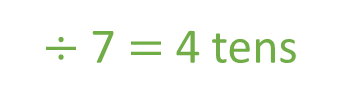 ÷ 7 = 4 tens